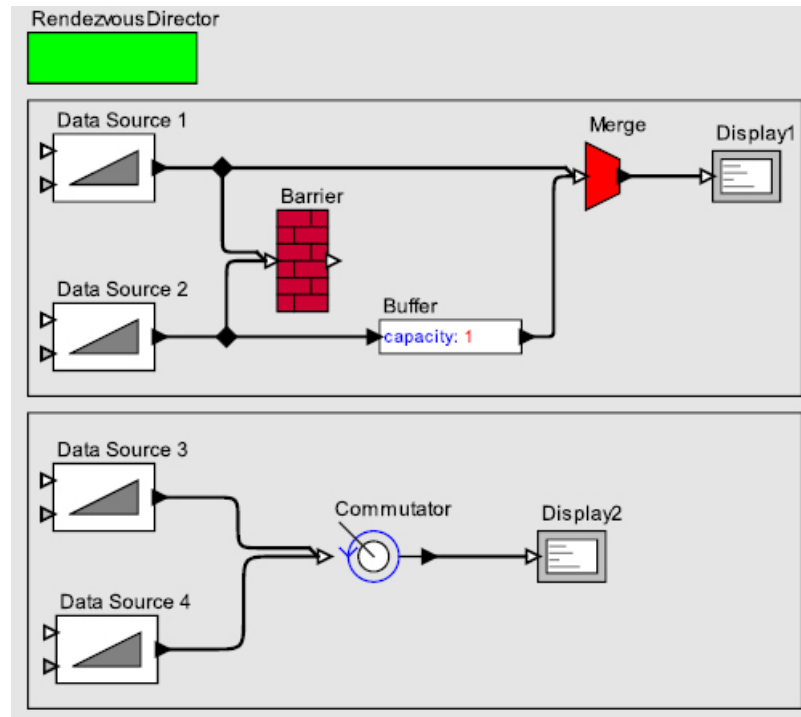 RendezvousDirector
Data Source 1
Merge
Display1
Barrier
Data Source 2
Buffer
capacity: 1
Data Source 3
Commutator
Display2
Data Source 4